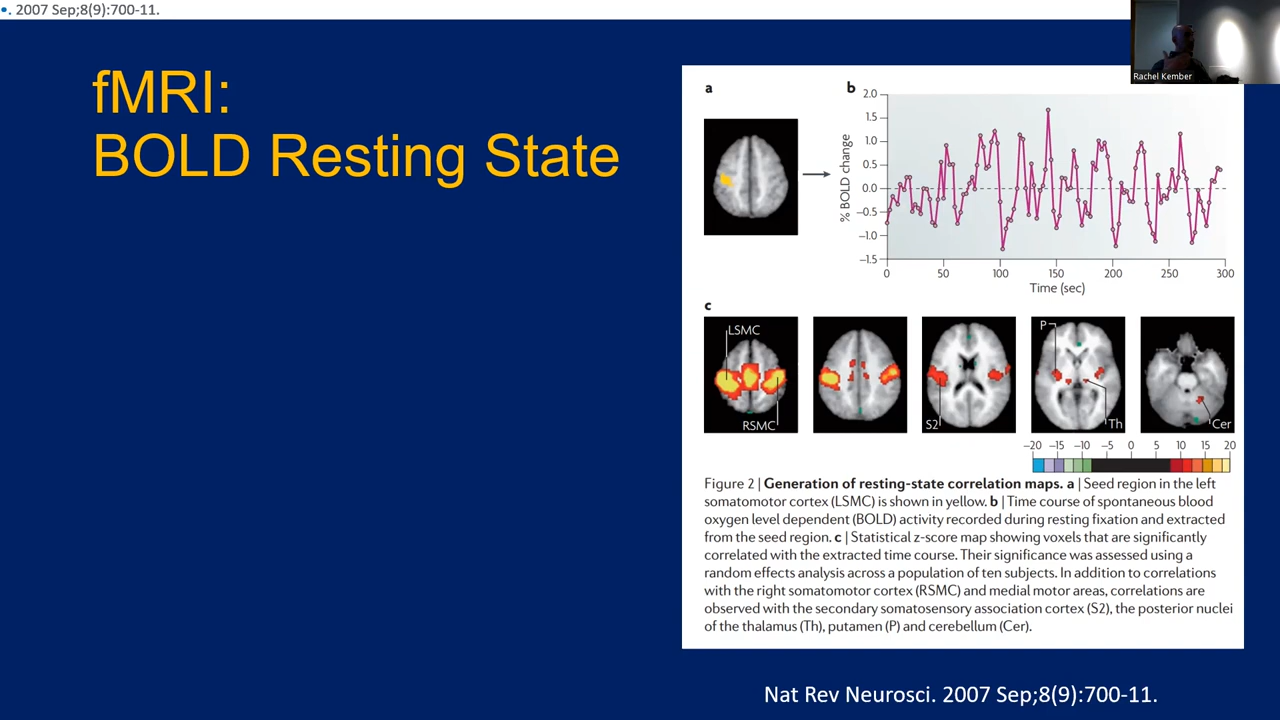 •. 2007 Sep;8(9):700-11.
Rachel Kember
fMRI:
BOLD Resting State
a
b
% BOLD change
2.0
1.5
1.0
0.5
0.0
–0.5
–1.0
–1.5
0 50 100 150 200 250 300
Time (sec)
c
LSMC
RSMC
S2
P
Th
Cer
–20 –15 –10 –5 0 5 10 15 20
Figure 2 | Generation of resting-state correlation maps. a | Seed region in the left
somatomotor cortex (LSMC) is shown in yellow. b | Time course of spontaneous blood
oxygen level dependent (BOLD) activity recorded during resting fixation and extracted
from the seed region. c | Statistical z-score map showing voxels that are significantly
correlated with the extracted time course. Their significance was assessed using a
random effects analysis across a population of ten subjects. In addition to correlations
with the right somatomotor cortex (RSMC) and medial motor areas, correlations are
observed with the secondary somatosensory association cortex (S2), the posterior nuclei
of the thalamus (Th), putamen (P) and cerebellum (Cer).
Nat Rev Neurosci. 2007 Sep;8(9):700-11.